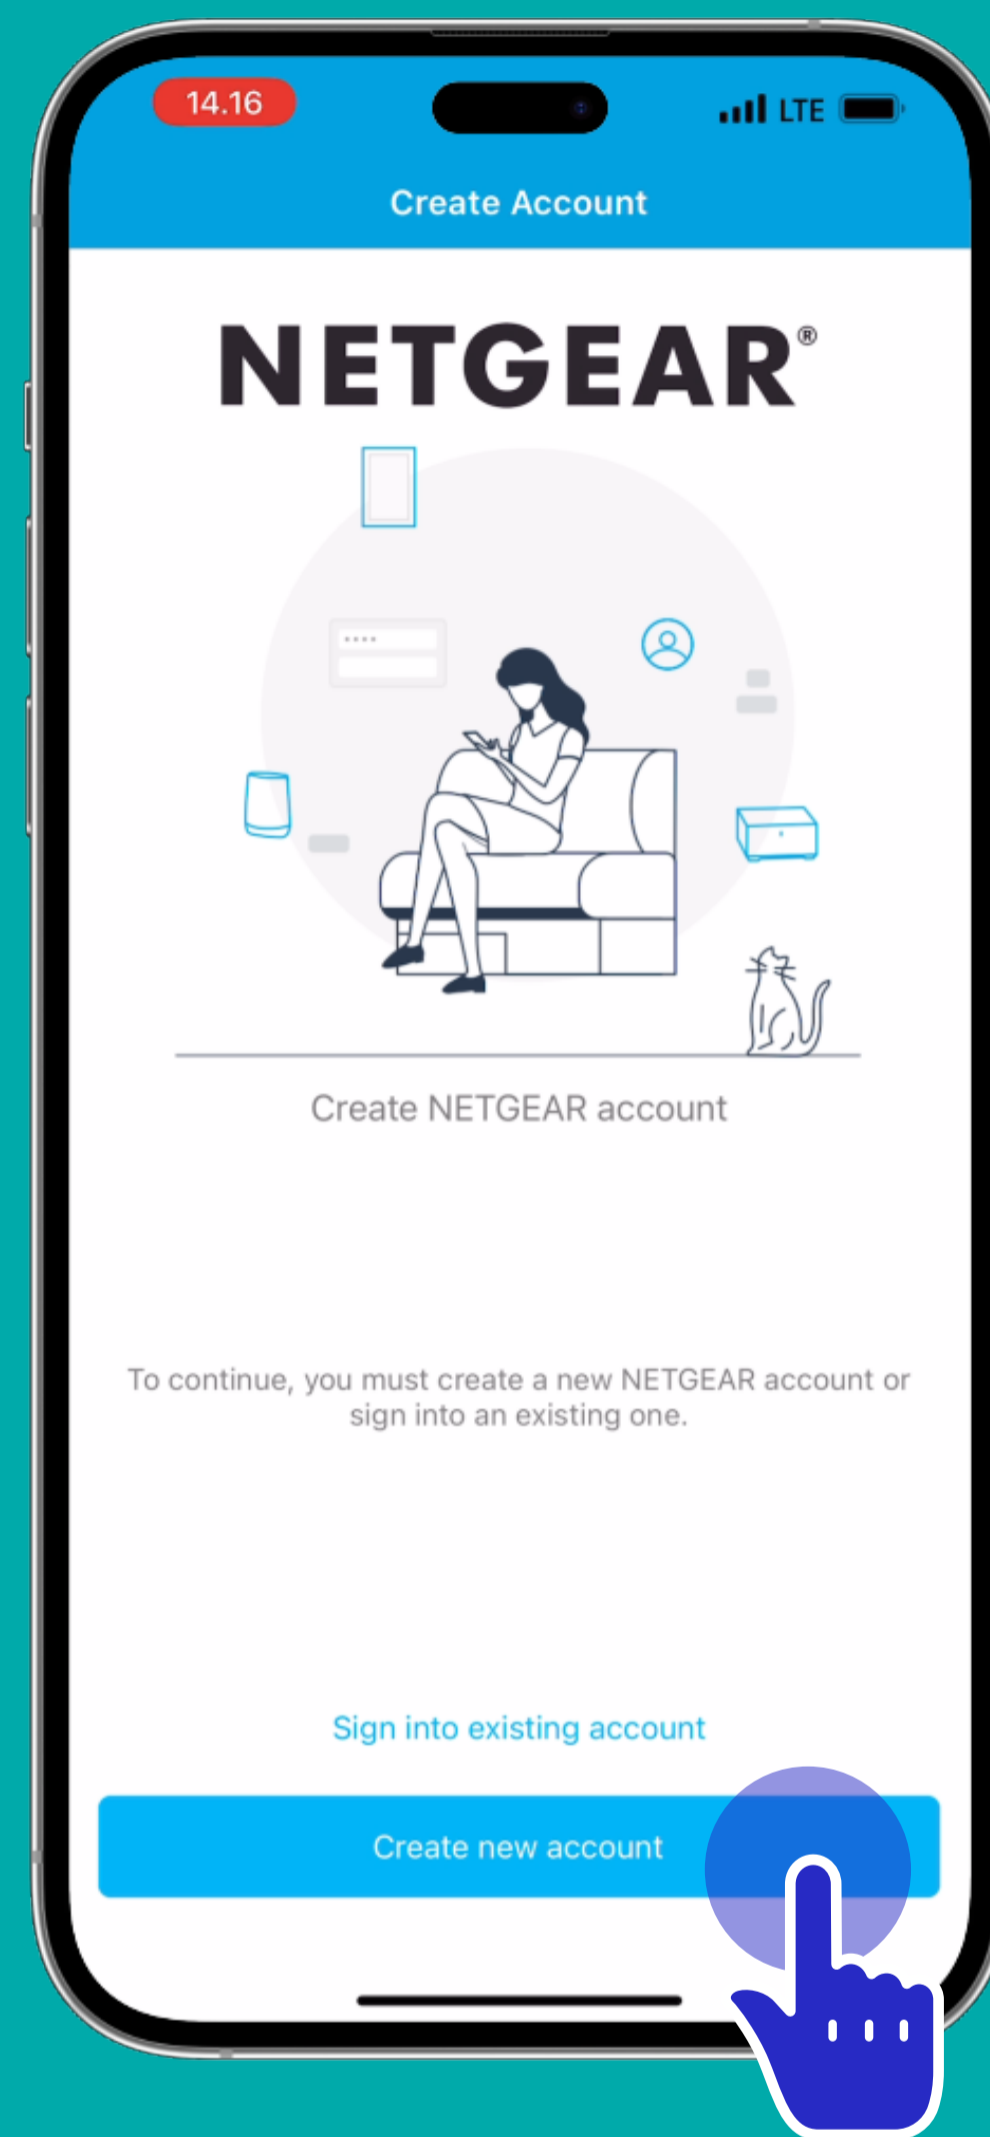 14.16
LTE
Create Account
NETGEAR®
Create NETGEAR account
To continue, you must create a new NETGEAR account or
sign into an existing one.
Sign into existing account
Create new account